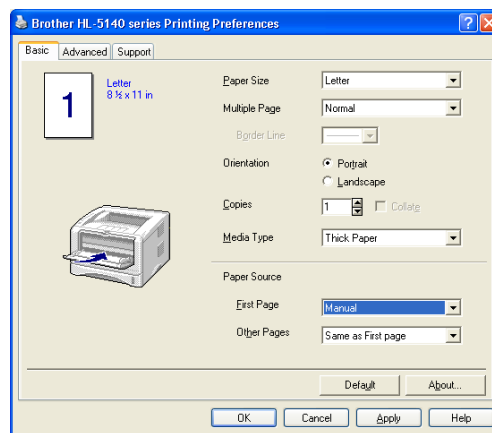 Brother HL-5140 series Printing Preferences
Basic Advanced Support
1
Letter
8 ½ x 11 in
Paper Size Letter
Multiple Page Normal
Border Line
Orientation Portrait
Landscape
Copies 1 Collate
Media Type Thick Paper
Paper Source
First Page Manual
Other Pages Same as First page
Default About...
OK Cancel Apply Help